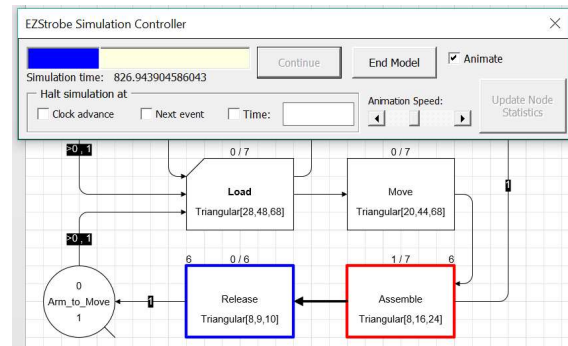 EZStrobe Simulation Controller
Continue
End Model
Animate
Simulation time: 826.943904586043
Halt simulation at
Clock advance
Next event
Time:
Animation Speed:
Update Node
Statistics
>0 , 1
0 / 7
0 / 7
Load
Triangular[28,48,68]
Move
Triangular[20,44,68]
1
>0 , 1
6
0 / 6
1 / 7
6
0
Arm_to_Move
1
1
Release
Triangular[8,9,10]
Assemble
Triangular[8,16,24]